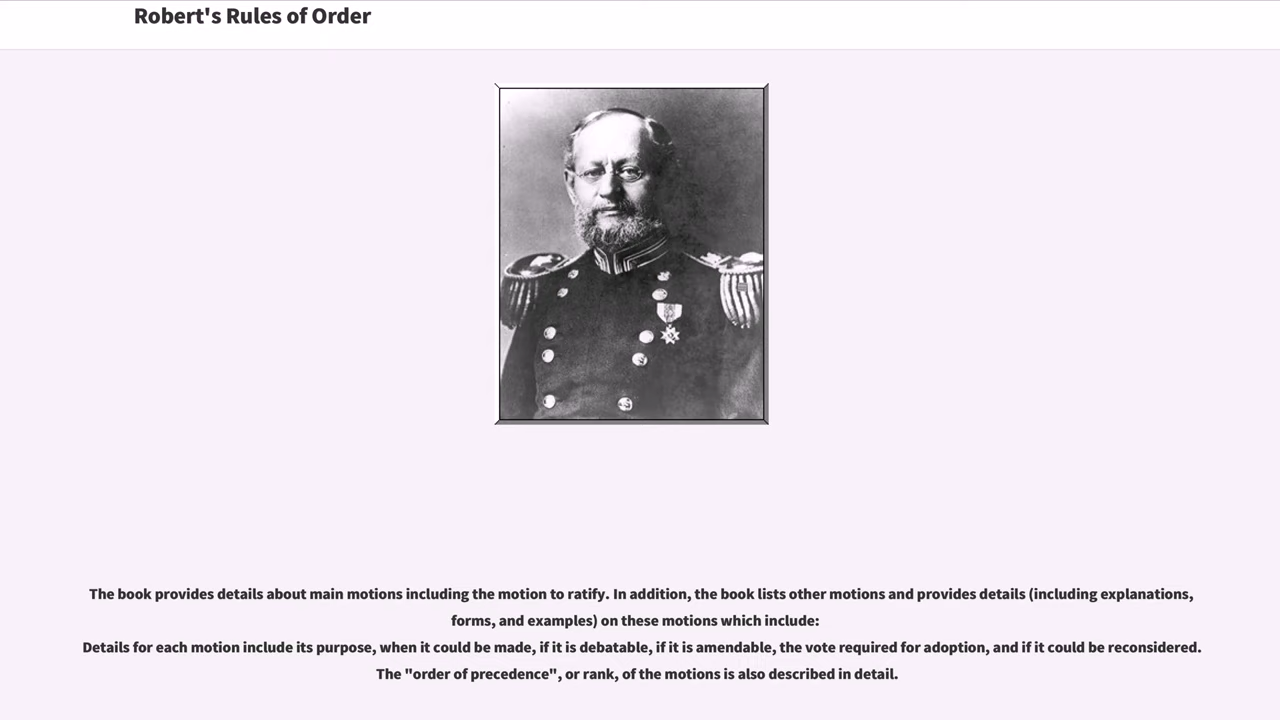 Robert's Rules of Order
The book provides details about main motions including the motion to ratify. In addition, the book lists other motions and provides details (including explanations,
forms, and examples) on these motions which include:
Details for each motion include its purpose, when it could be made, if it is debatable, if it is amendable, the vote required for adoption, and if it could be reconsidered.
The "order of precedence", or rank, of the motions is also described in detail.